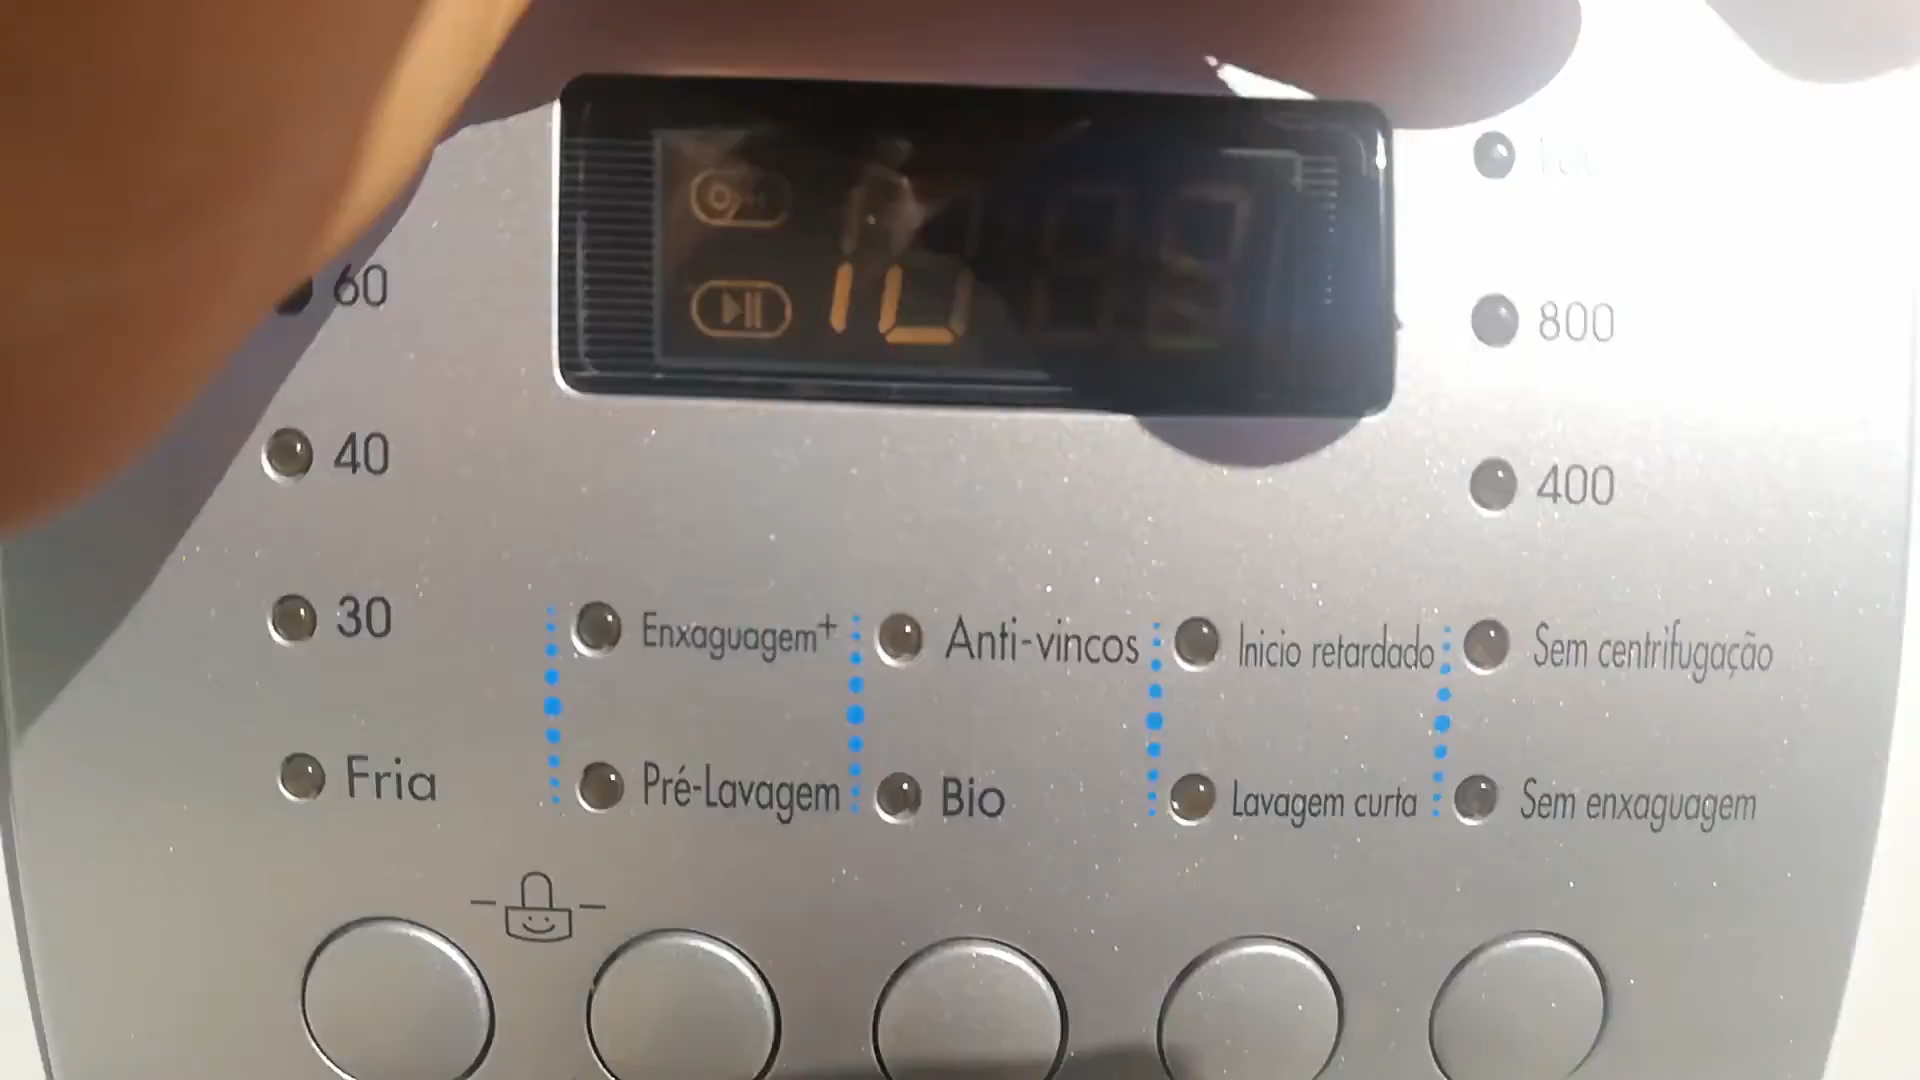 60
800
40
400
30
Enxaguagem+
Anti-vincos
Inicio retardado
Sem centrifugação
Fria
Pré-Lavagem
Bio
Lavagem curta
Sem enxaguagem